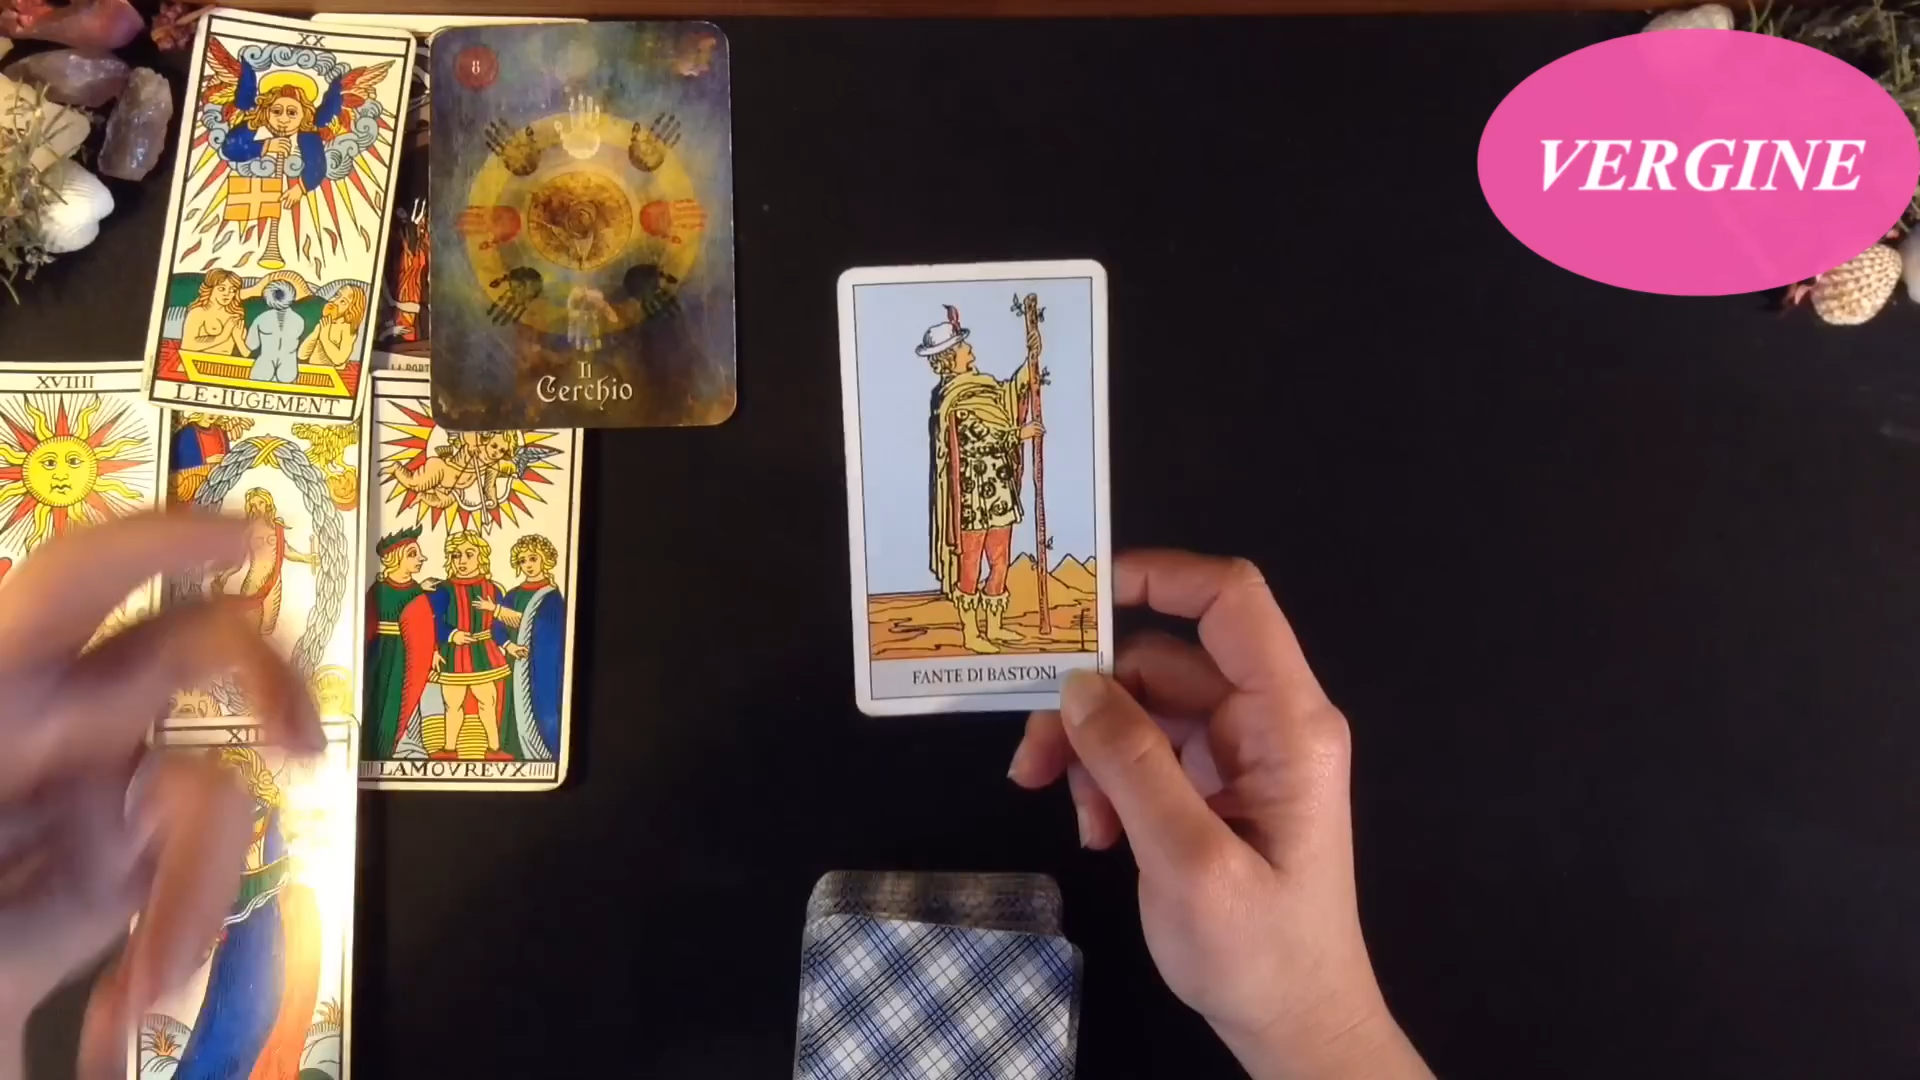 XX
LE·IUGEMENT
8
Il
Cerchio
VERGINE
XVIIII
LAMOVREVX
FANTE DI BASTONI